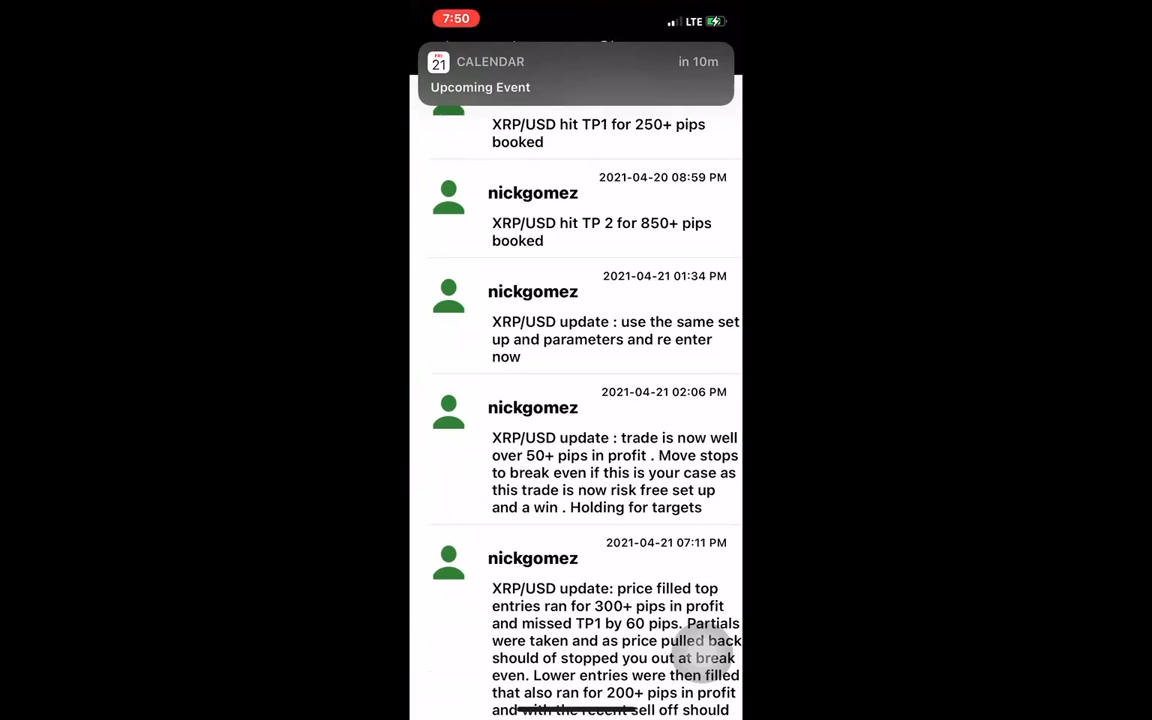 7:50
LTE
FRI
21
CALENDAR
in 10m
Upcoming Event
XRP/USD hit TP1 for 250+ pips
booked
2021-04-20 08:59 PM
nickgomez
XRP/USD hit TP 2 for 850+ pips
booked
2021-04-21 01:34 PM
nickgomez
XRP/USD update : use the same set
up and parameters and re enter
now
2021-04-21 02:06 PM
nickgomez
XRP/USD update : trade is now well
over 50+ pips in profit . Move stops
to break even if this is your case as
this trade is now risk free set up
and a win . Holding for targets
2021-04-21 07:11 PM
nickgomez
XRP/USD update: price filled top
entries ran for 300+ pips in profit
and missed TP1 by 60 pips. Partials
were taken and as price pulled back
should of stopped you out at break
even. Lower entries were then filled
that also ran for 200+ pips in profit
and with the recent sell off should